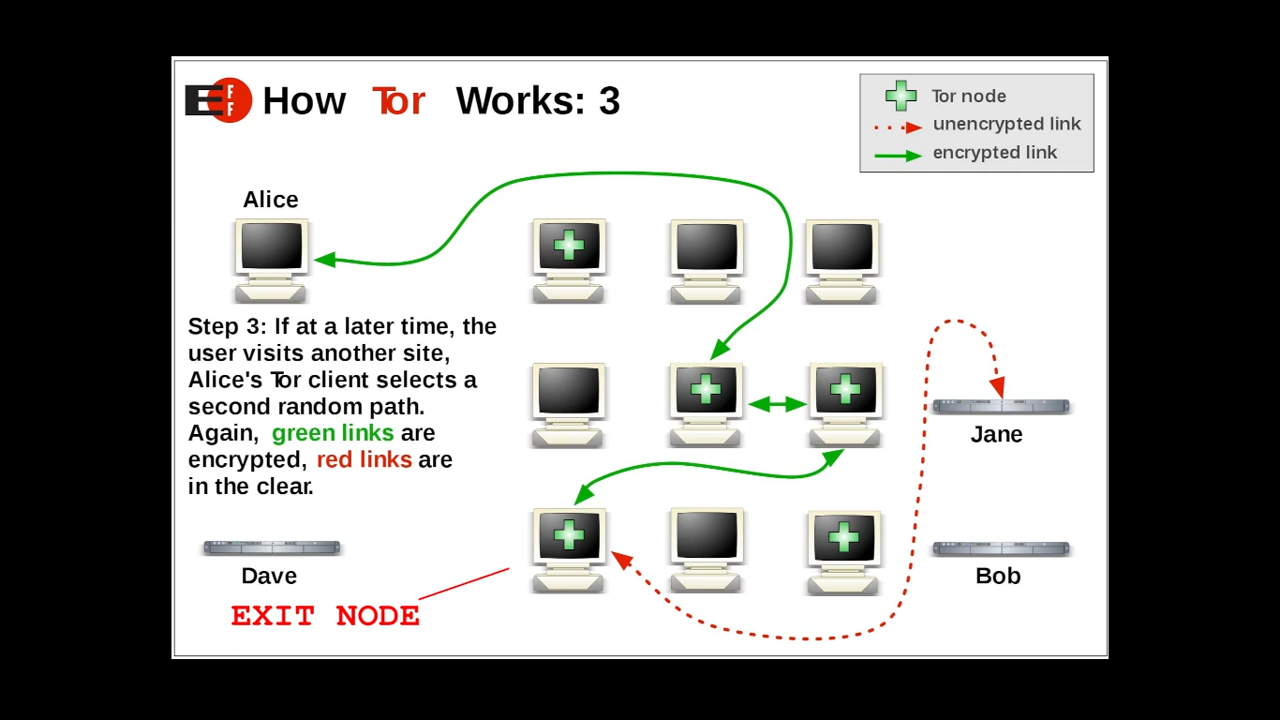 EFF How Tor Works: 3
Tor node
unencrypted link
encrypted link
Alice
Step 3: If at a later time, the
user visits another site,
Alice's Tor client selects a
second random path.
Again, green links are
encrypted, red links are
in the clear.
Jane
Dave
Bob
EXIT NODE